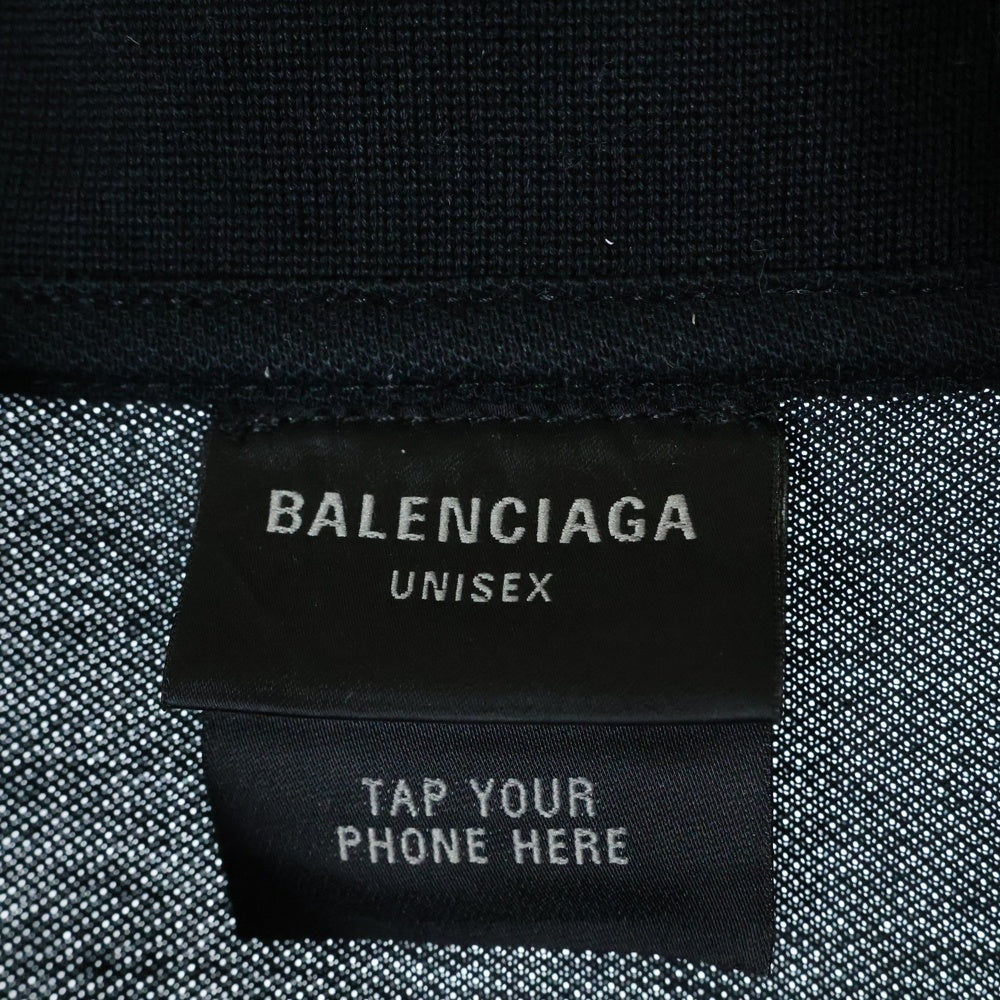 BALENCIAGA
UNISEX
TAP YOUR
PHONE HERE